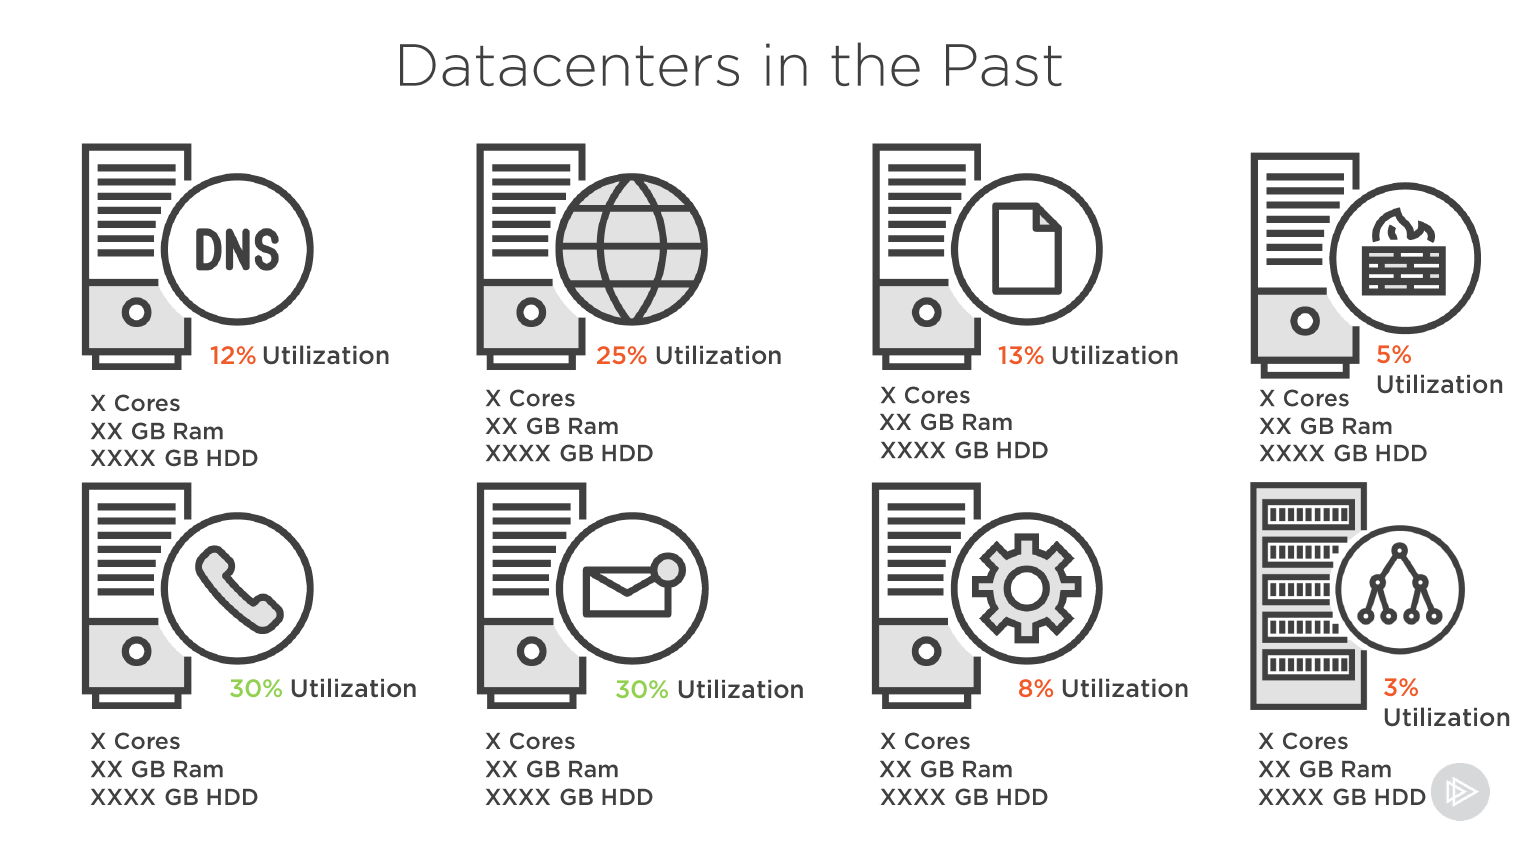 Datacenters in the Past
DNS
12% Utilization
X Cores
XX GB Ram
XXXX GB HDD
25% Utilization
X Cores
XX GB Ram
XXXX GB HDD
13% Utilization
X Cores
XX GB Ram
XXXX GB HDD
5%
Utilization
X Cores
XX GB Ram
XXXX GB HDD
30% Utilization
X Cores
XX GB Ram
XXXX GB HDD
30% Utilization
X Cores
XX GB Ram
XXXX GB HDD
8% Utilization
X Cores
XX GB Ram
XXXX GB HDD
3%
Utilization
X Cores
XX GB Ram
XXXX GB HDD